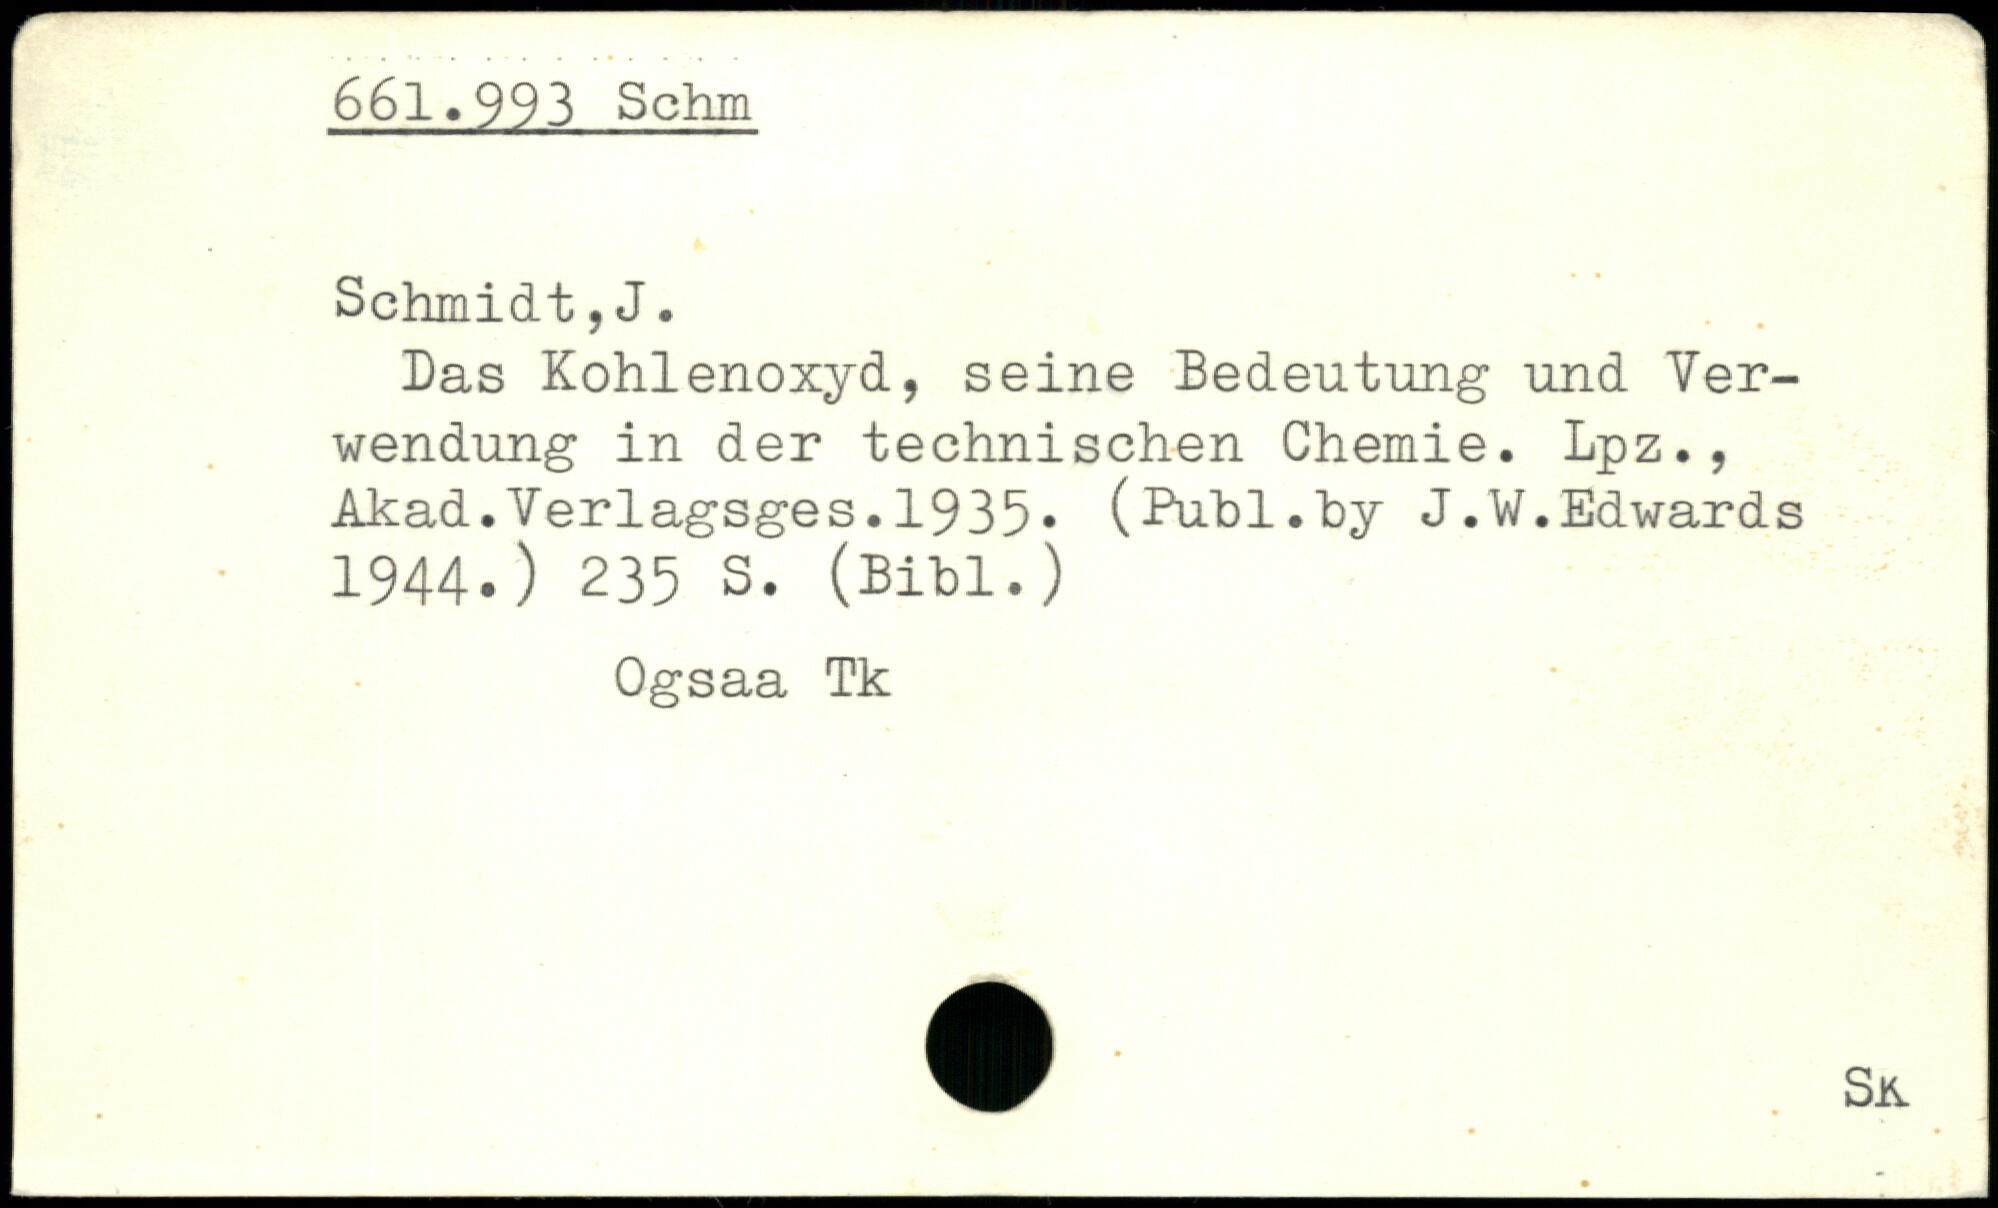 661.993 Schm
Schmidt,J.
Das Kohlenoxyd, seine Bedeutung und Ver-
wendung in der technischen Chemie. Lpz.,
Akad.Verlagsges.1935. (Publ.by J.W.Edwards
1944.) 235 S. (Bibl.)
Ogsaa Tk
Sk